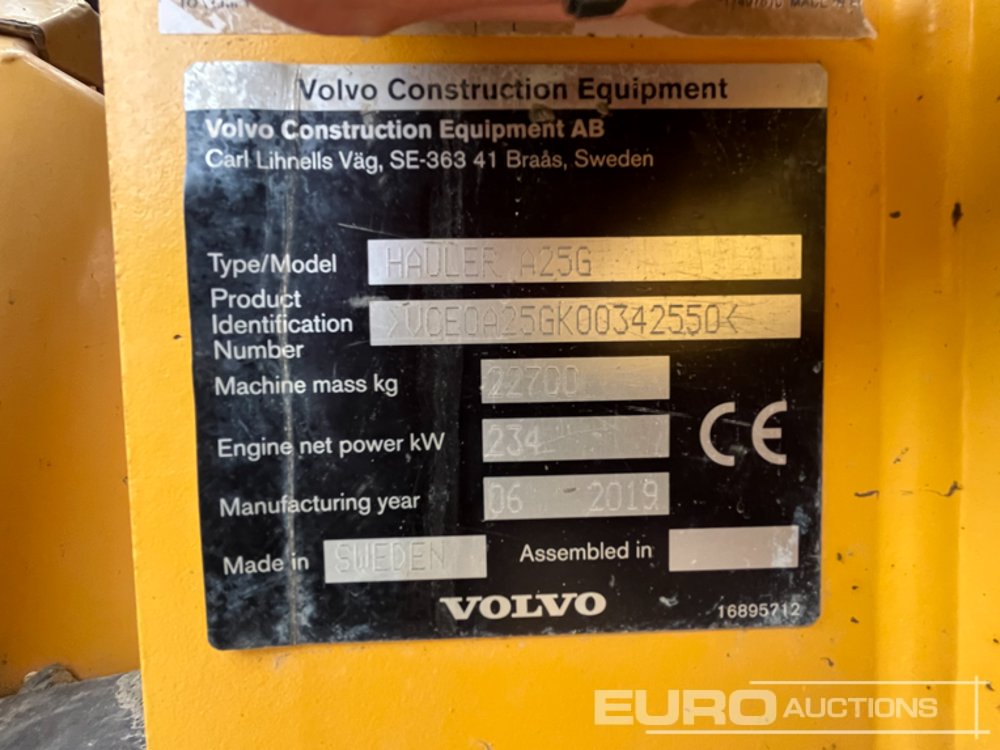 Volvo Construction Equipment
Volvo Construction Equipment AB
Carl Lihnells Väg, SE-363 41 Braås, Sweden
Type/Model HAULER A25G
Product Identification Number >VCE0A25GK00342550<
Machine mass kg 22700
Engine net power kW 234
CE
Manufacturing year 06 2019
Made in SWEDEN Assembled in
VOLVO 16895712
EURO AUCTIONS